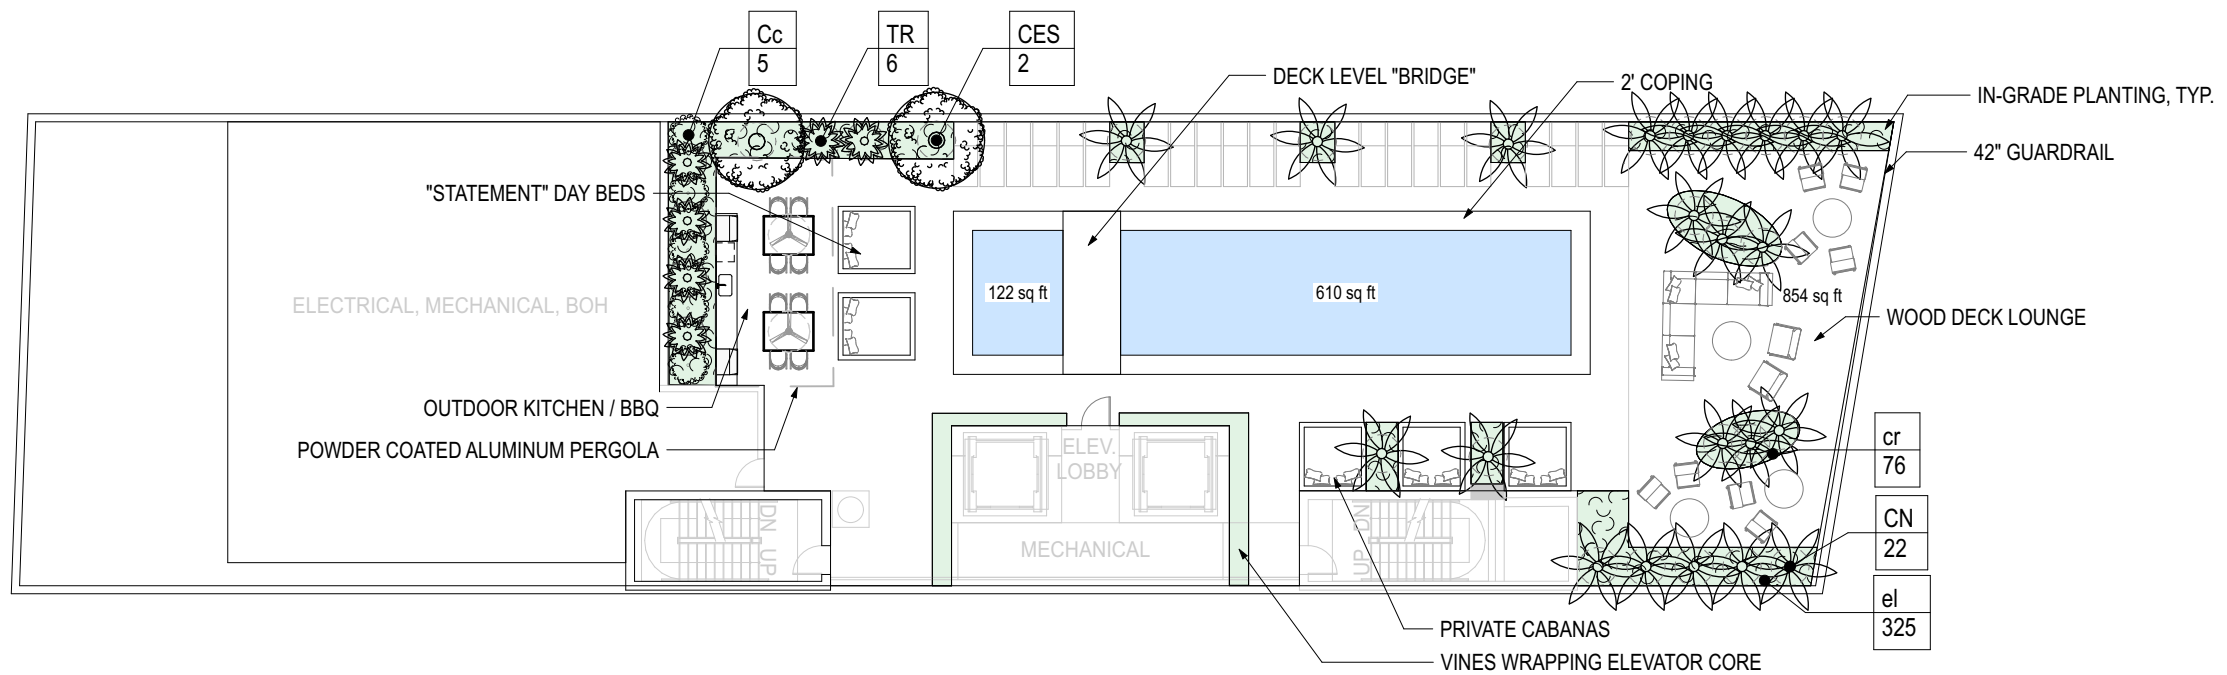 Cc
5
TR
6
CES
2
DECK LEVEL "BRIDGE"
2' COPING
IN-GRADE PLANTING, TYP.
42" GUARDRAIL
"STATEMENT" DAY BEDS
ELECTRICAL, MECHANICAL, BOH
122 sq ft
610 sq ft
854 sq ft
WOOD DECK LOUNGE
OUTDOOR KITCHEN / BBQ
POWDER COATED ALUMINUM PERGOLA
ELEV.
LOBBY
cr
76
CN
22
el
325
DN
UP
MECHANICAL
UP
DN
PRIVATE CABANAS
VINES WRAPPING ELEVATOR CORE